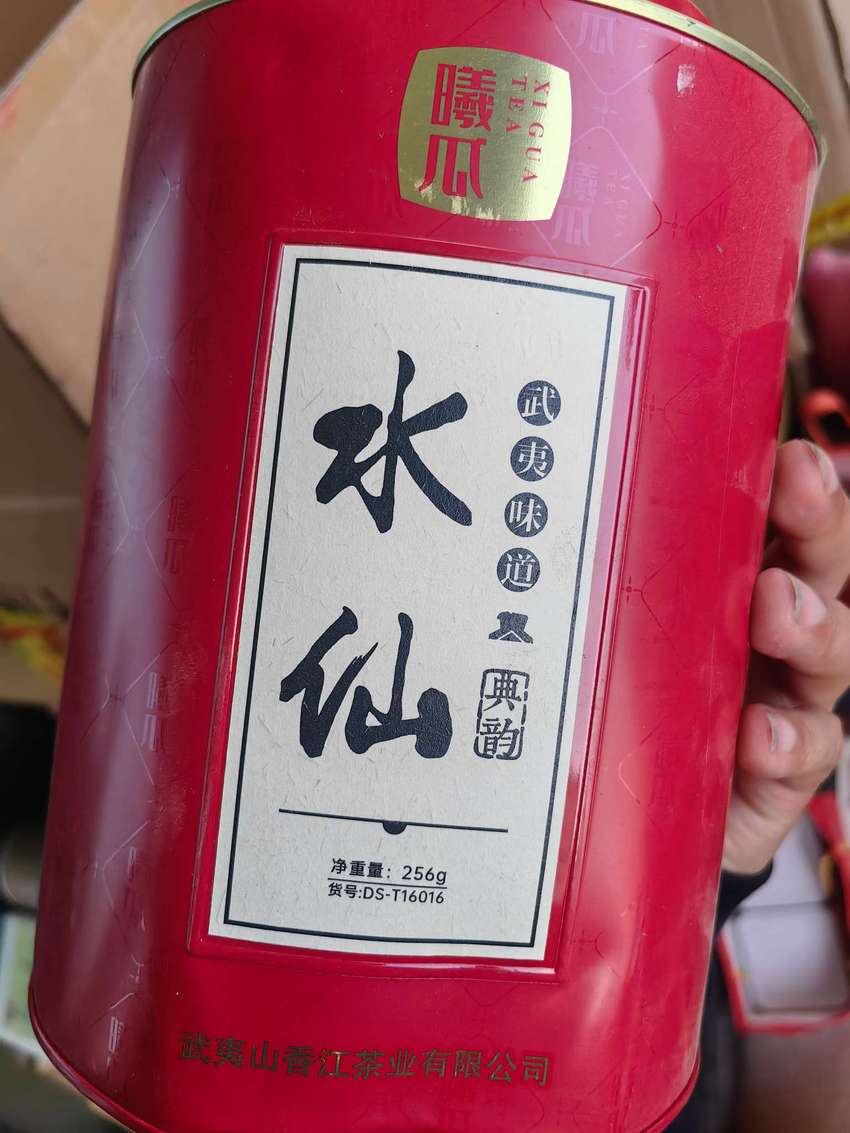 曦瓜
XI GUA
TEA
水仙
武夷味道
典韵
净重量：256g
货号:DS-T16016
武夷山香江茶业有限公司